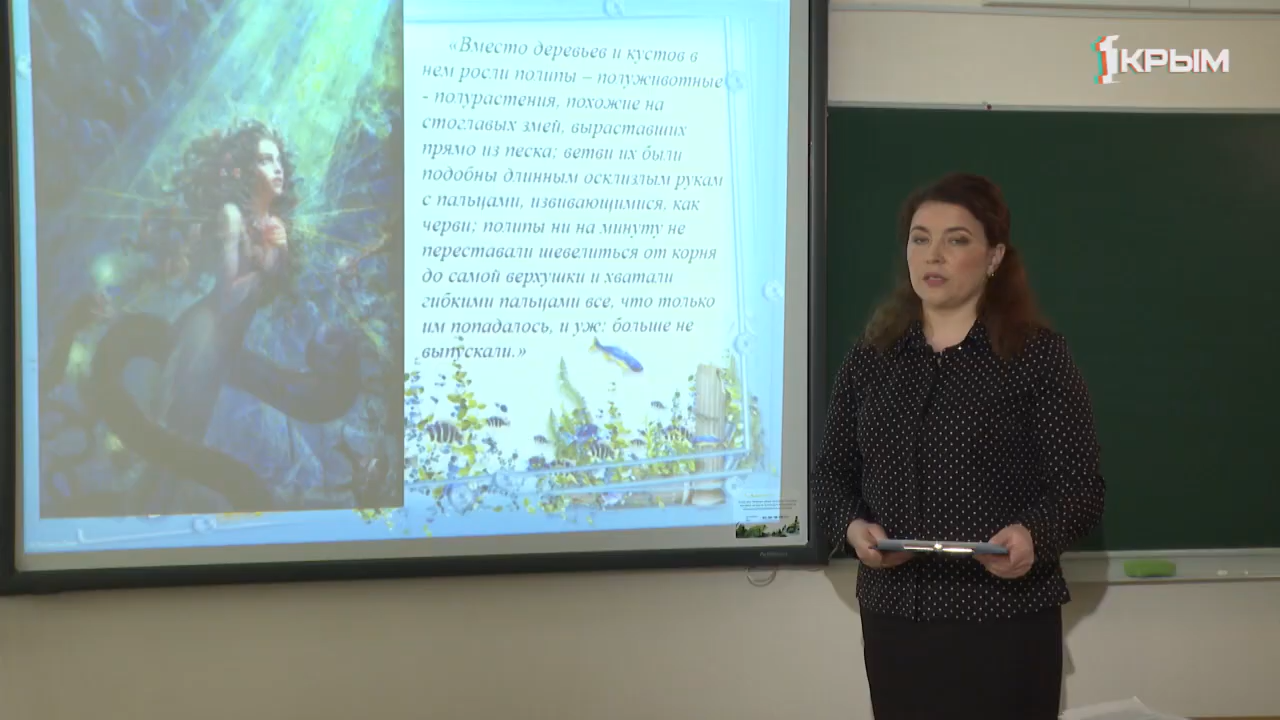 «Вместо деревьев и кустов в
нем росли полипы – полуживотные
- полурастения, похожие на
стославых змей, выраставших
прямо из песка; ветви их были
подобны длинным осклизлым рукам
с пальцами, извивающимися, как
черви; полипы ни на минуту не
переставали шевелиться от корня
до самой верхушки и хватали
гибкими пальцами все, что только
им попадалось, и уж; больше не
выпускали.»
1КРЫМ